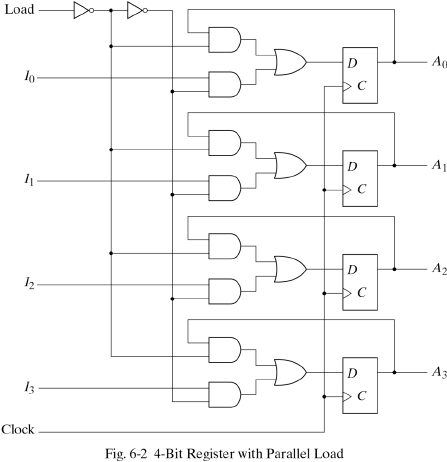 Load
D
C
A0
I0
D
C
A1
I1
D
C
A2
I2
D
C
A3
I3
Clock
Fig. 6-2 4-Bit Register with Parallel Load